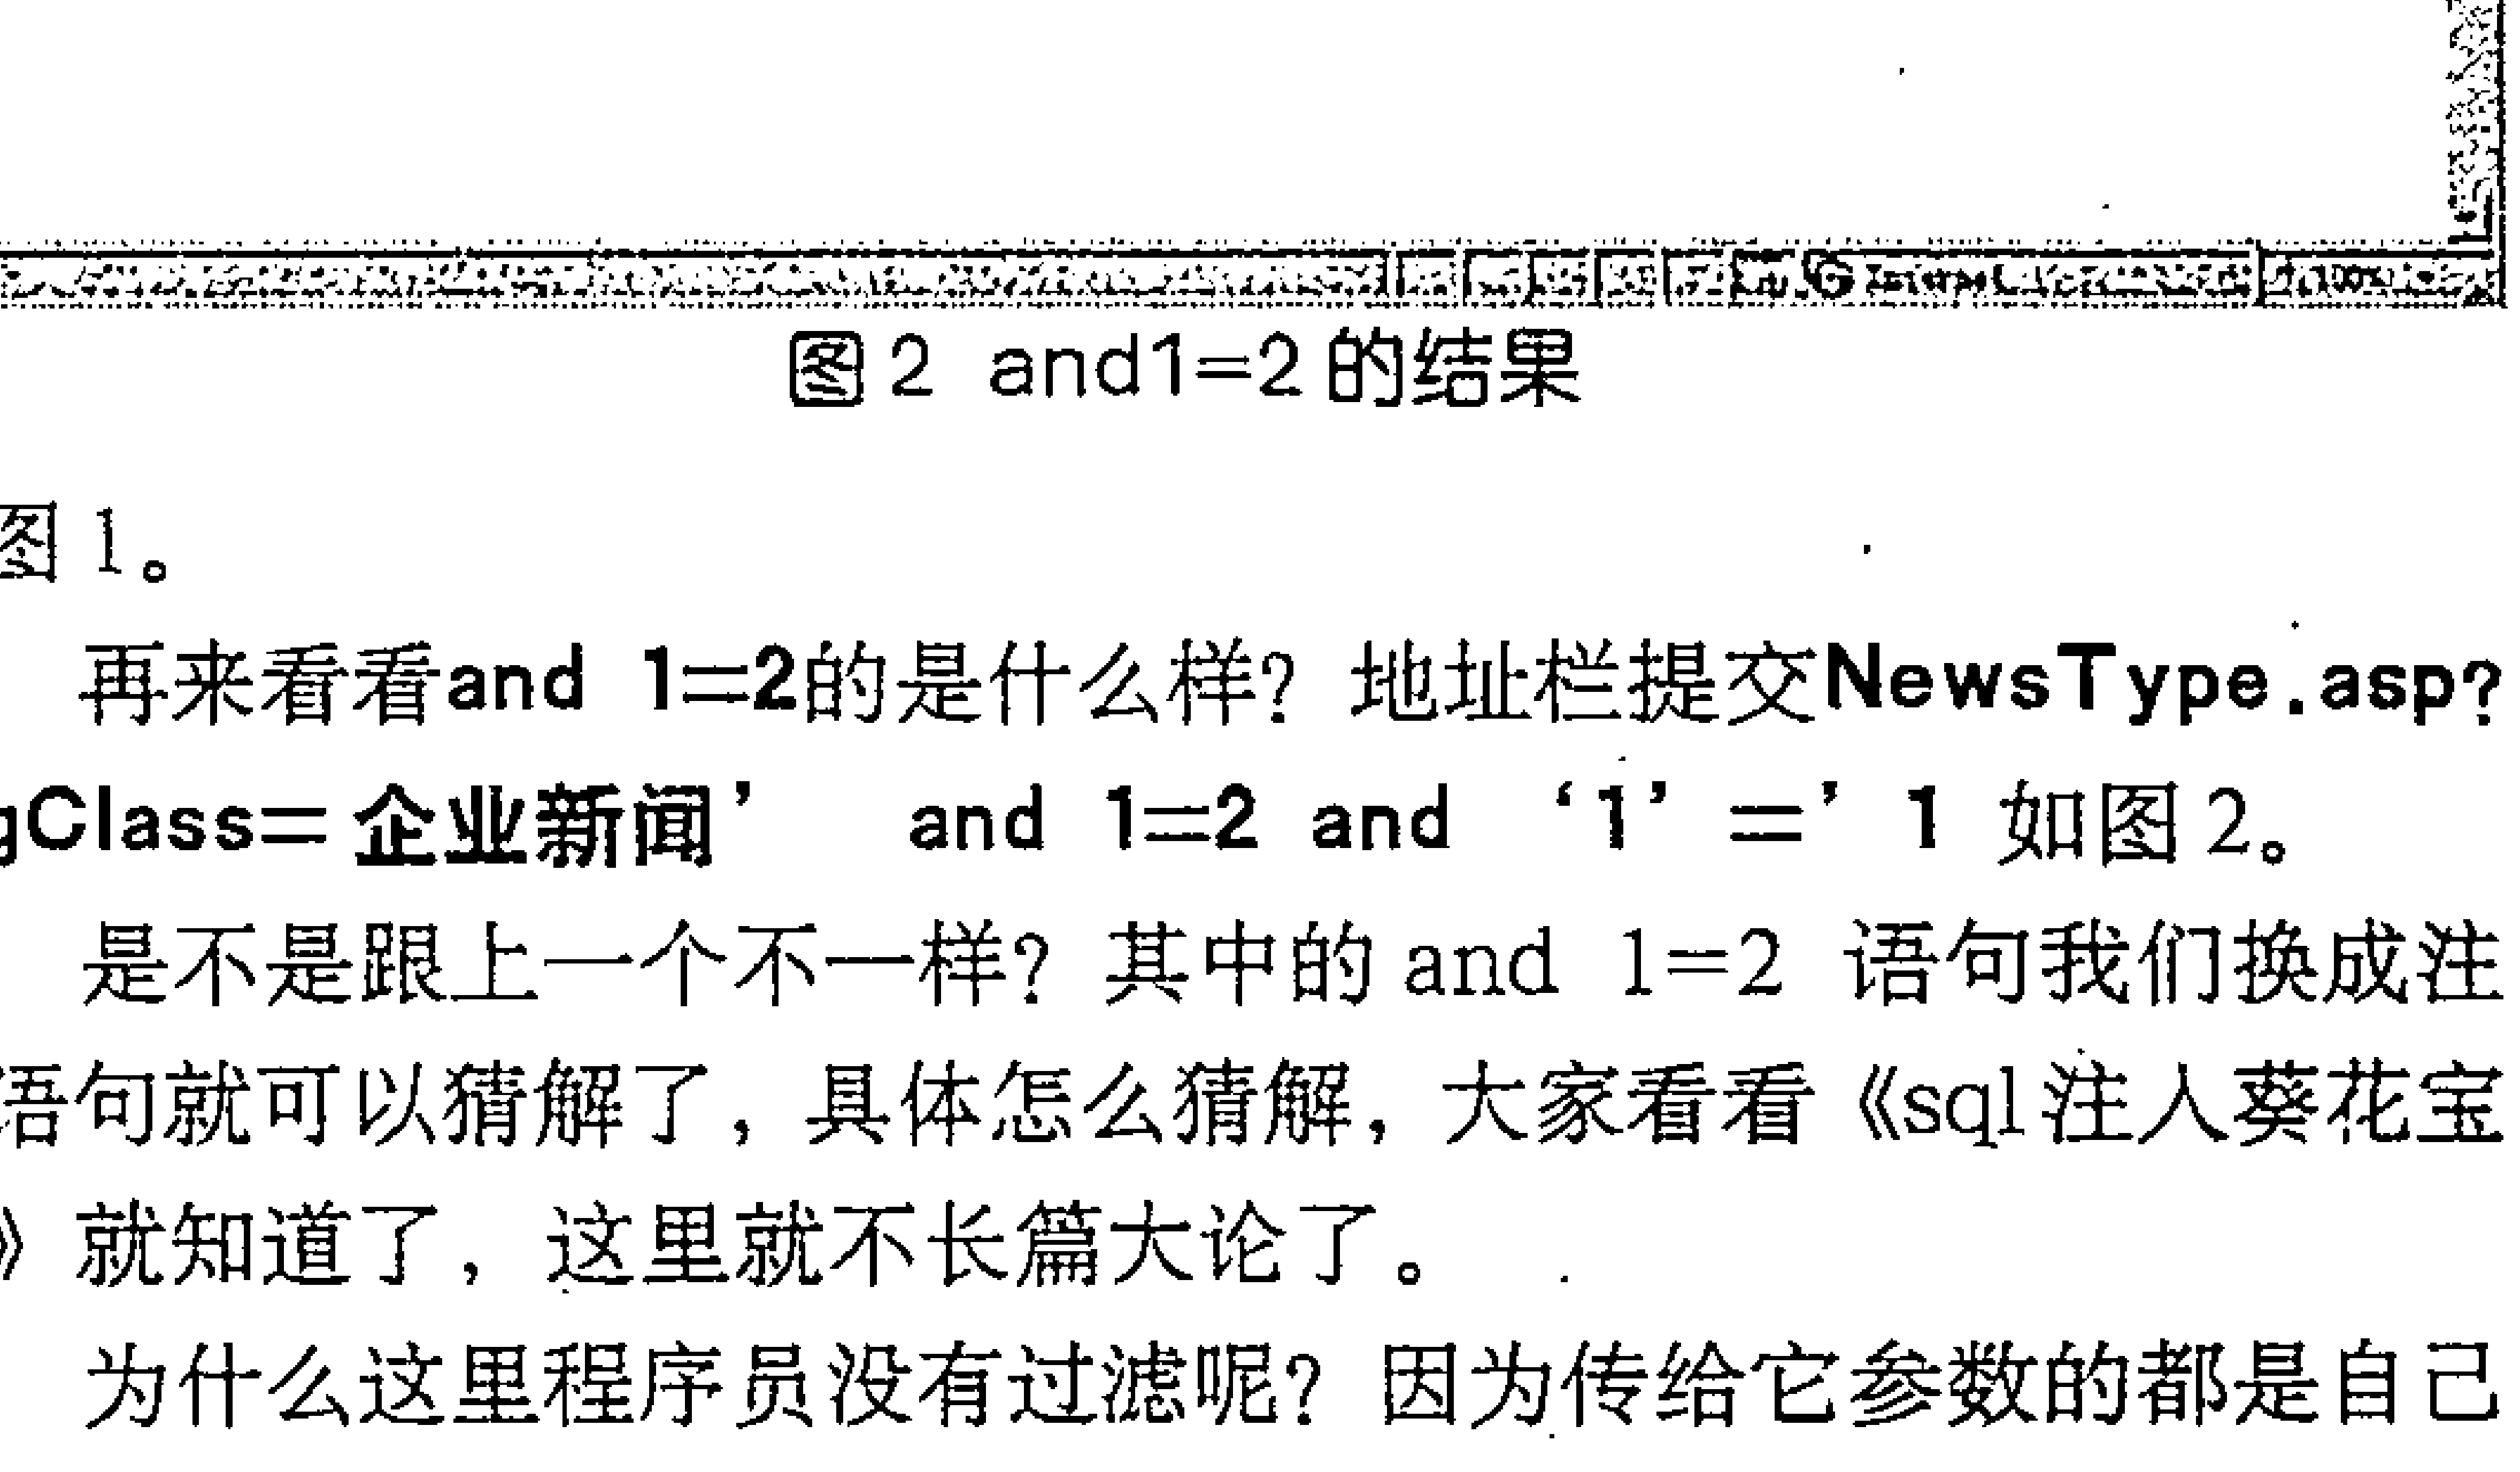 图 2 and1=2 的结果
图 1。
再来看看and 1=2的是什么样？地址栏提交NewsType.asp?
gClass= 企业新闻’ and 1=2 and ‘1’ =’ 1 如图 2。
是不是跟上一个不一样？其中的 and 1=2 语句我们换成注
语句就可以猜解了，具体怎么猜解，大家看看《sql 注人葵花宝
》就知道了，这里就不长篇大论了。
为什么这里程序员没有过滤呢？因为传给它参数的都是自己